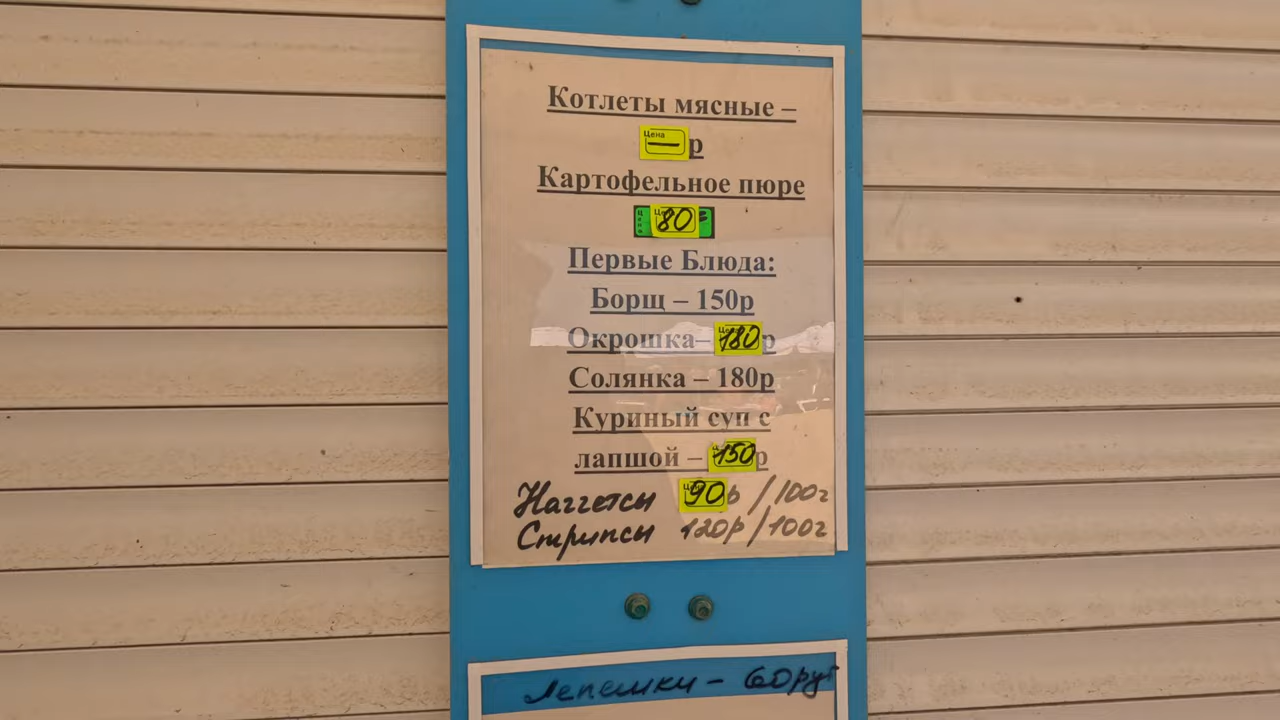 Котлеты мясные –
Цена — р
Картофельное пюре
Цена 80
Первые Блюда:
Борщ – 150р
Окрошка– 180р
Солянка – 180р
Куриный суп с
лапшой – 150р
Наггетсы 90р /100г
Стрипсы 120р/100г
Лепешки – 60руб